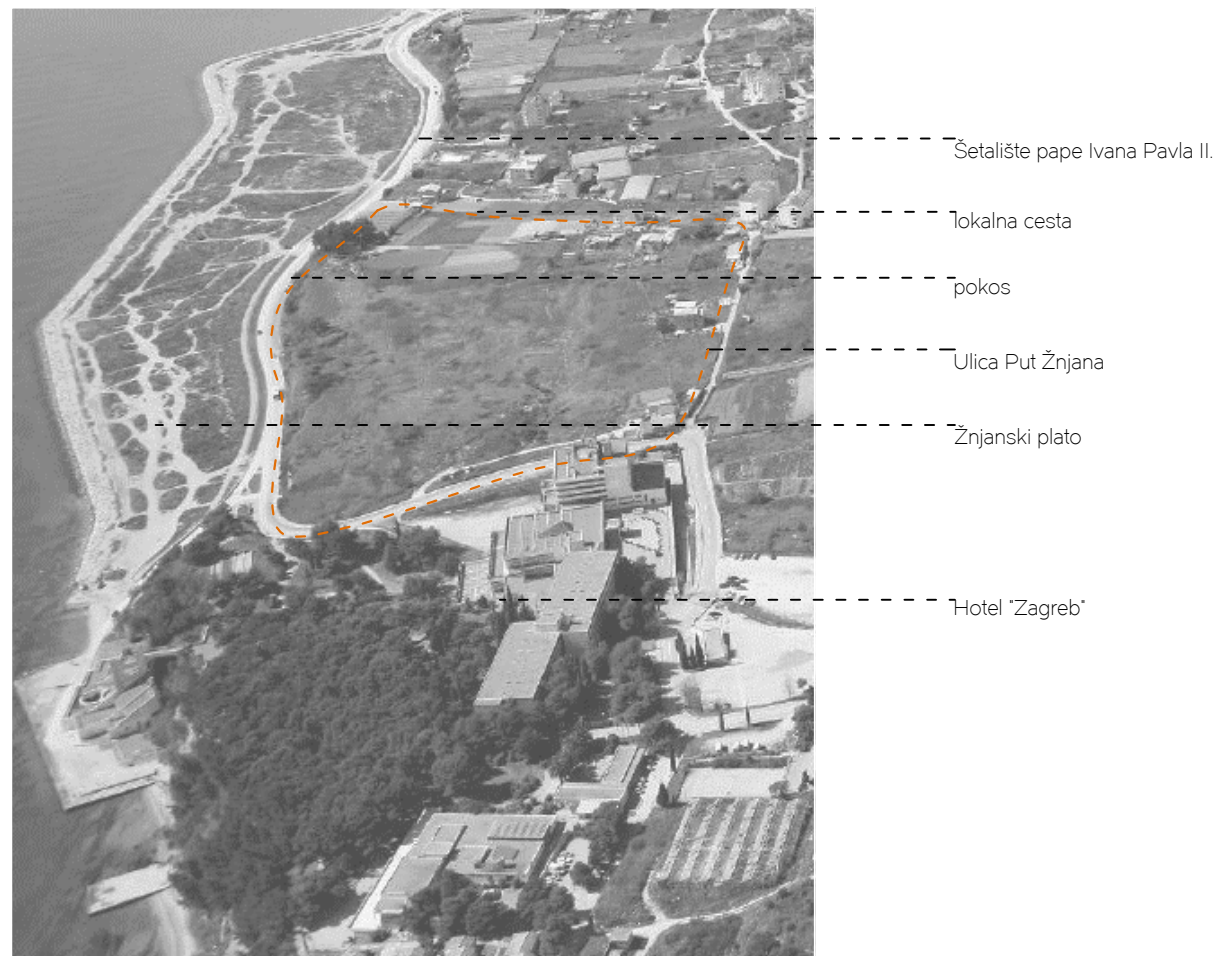 Šetalište pape Ivana Pavla II.
lokalna cesta
pokos
Ulica Put Žnjana
Žnjanski plato
Hotel "Zagreb"